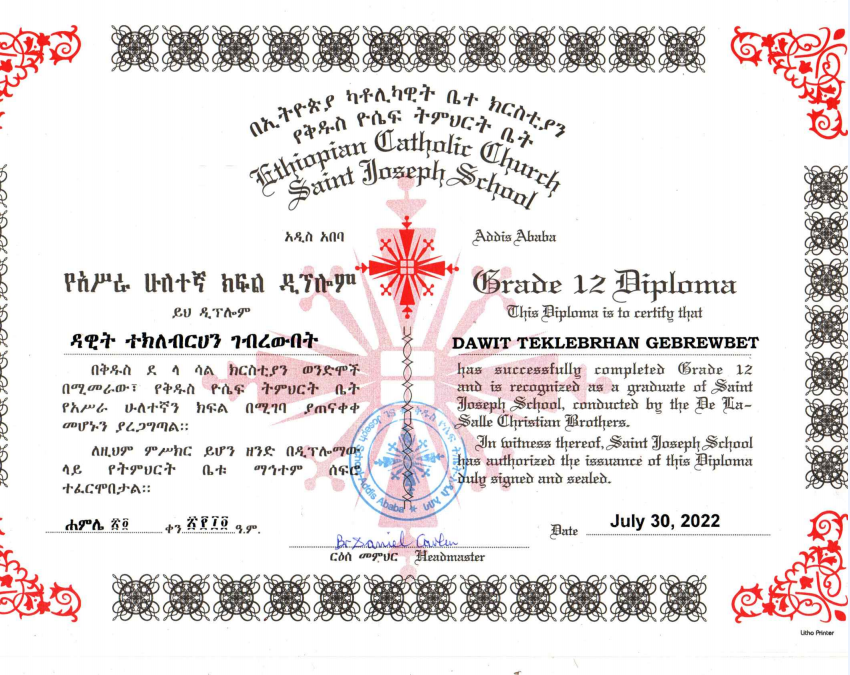 በኢትዮጵያ ካቶሊካዊት ቤተ ክርስቲያን
የቅዱስ ዮሴፍ ትምህርት ቤት
Ethiopian Catholic Church
Saint Joseph School
አዲስ አበባ
Addis Ababa
የአሥራ ሁለተኛ ክፍል ዲፕሎም
ይህ ዲፕሎም
ዳዊት ተክለብርሀን ገብረውበት
በቅዱስ ደ ላ ሳል ክርስቲያን ወንድሞች
በሚመራው፣ የቅዱስ ዮሴፍ ትምህርት ቤት
የአሥራ ሁለተኛን ክፍል በሚገባ ያጠናቀቀ
መሆኑን ያረጋግጣል።
ለዚህም ምሥክር ይሆን ዘንድ በዲፕሎማው
ላይ የትምህርት ቤቱ ማኅተም ሰፍሮ
ተፈርሞበታል።
ሐምሌ ቀን ዓ.ም.
Grade 12 Diploma
This Diploma is to certify that
DAWIT TEKLEBRHAN GEBREWBET
has successfully completed Grade 12
and is recognized as a graduate of Saint
Joseph School, conducted by the De La-
Salle Christian Brothers.
In witness thereof, Saint Joseph School
has authorized the issuance of this Diploma
duly signed and sealed.
Date July 30, 2022
Br Daniel
ርዕሰ መምህር Headmaster
Addis Ababa
Litho Printer